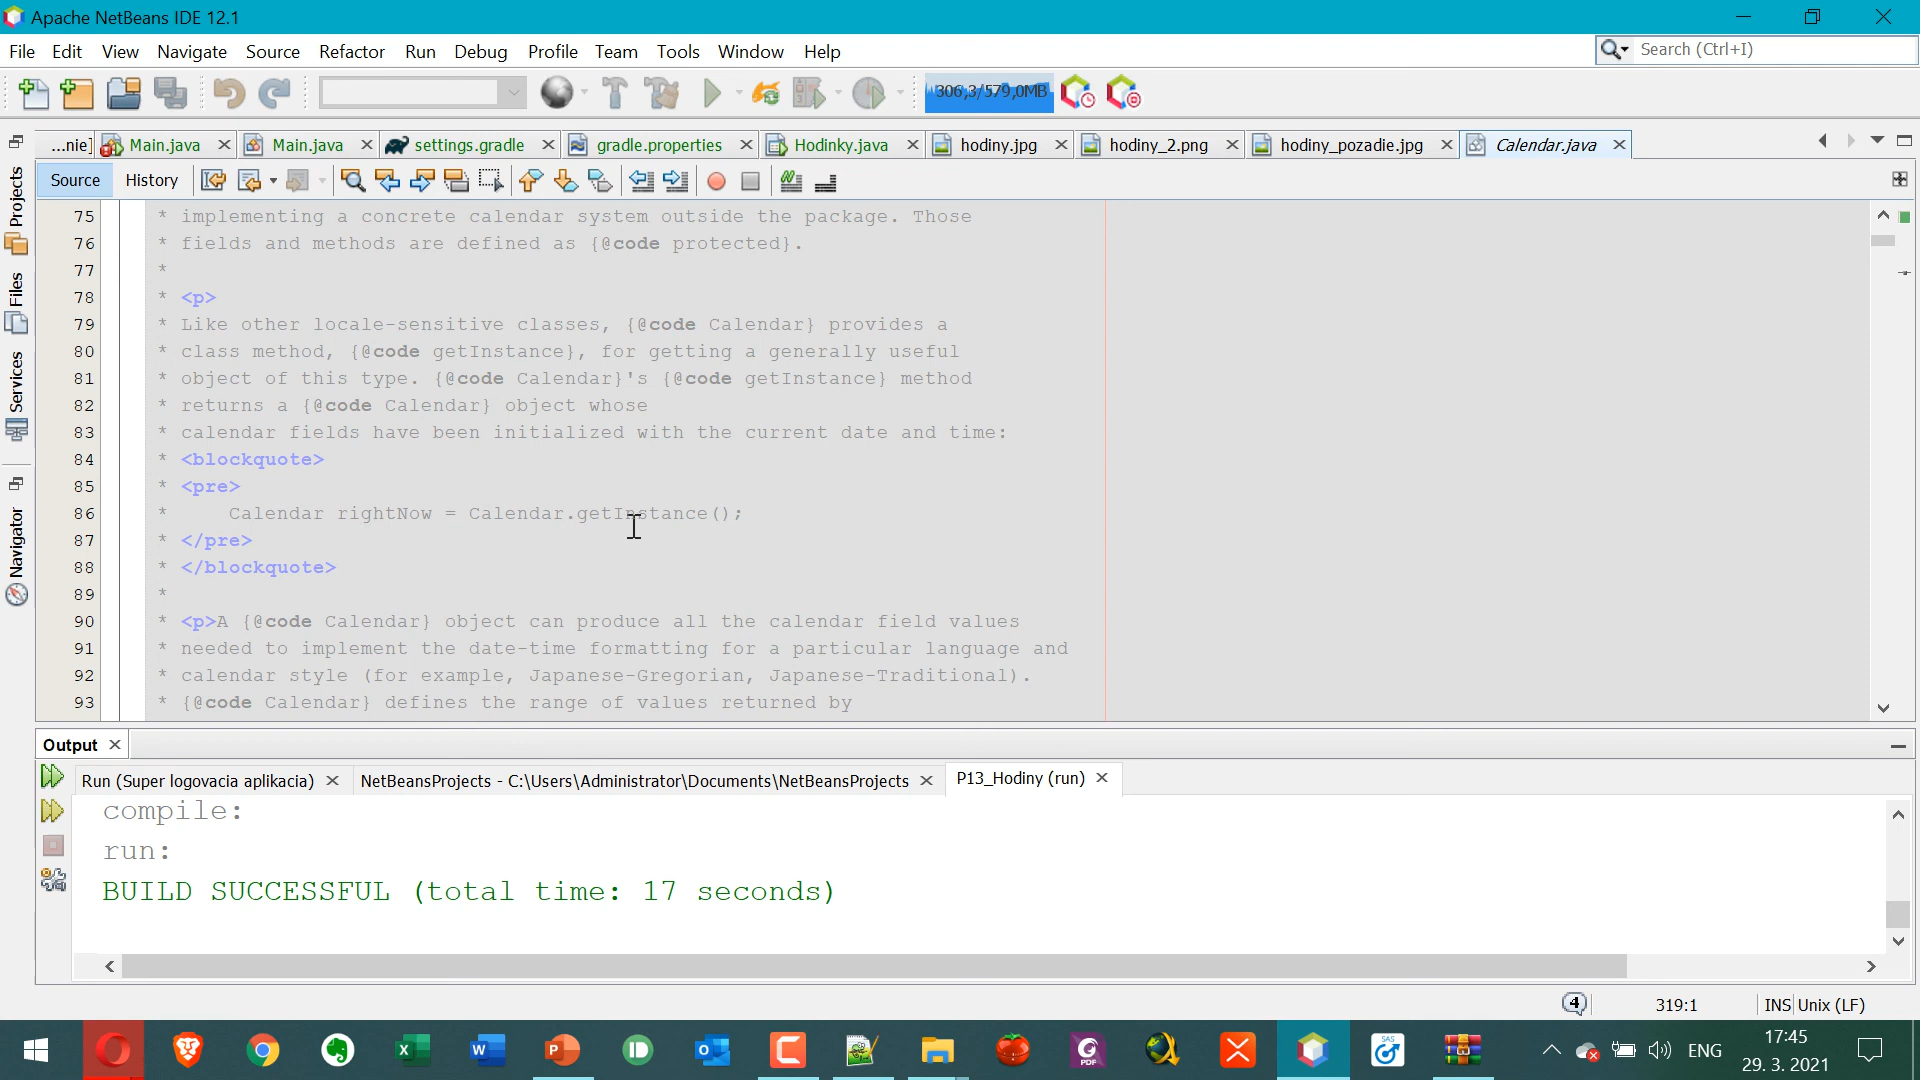 Apache NetBeans IDE 12.1
File Edit View Navigate Source Refactor Run Debug Profile Team Tools Window Help
Search (Ctrl+I)
306,3/579,0MB
...nie] Main.java Main.java settings.gradle gradle.properties Hodinky.java hodiny.jpg hodiny_2.png hodiny_pozadie.jpg Calendar.java
Source History
Projects
Files
Services
Navigator
75 * implementing a concrete calendar system outside the package. Those
76 * fields and methods are defined as {@code protected}.
77 *
78 * <p>
79 * Like other locale-sensitive classes, {@code Calendar} provides a
80 * class method, {@code getInstance}, for getting a generally useful
81 * object of this type. {@code Calendar}'s {@code getInstance} method
82 * returns a {@code Calendar} object whose
83 * calendar fields have been initialized with the current date and time:
84 * <blockquote>
85 * <pre>
86 *     Calendar rightNow = Calendar.getInstance();
87 * </pre>
88 * </blockquote>
89 *
90 * <p>A {@code Calendar} object can produce all the calendar field values
91 * needed to implement the date-time formatting for a particular language and
92 * calendar style (for example, Japanese-Gregorian, Japanese-Traditional).
93 * {@code Calendar} defines the range of values returned by
Output
Run (Super logovacia aplikacia) NetBeansProjects - C:\Users\Administrator\Documents\NetBeansProjects P13_Hodiny (run)
compile:
run:
BUILD SUCCESSFUL (total time: 17 seconds)
4 319:1 INS Unix (LF)
ENG
17:45
29. 3. 2021